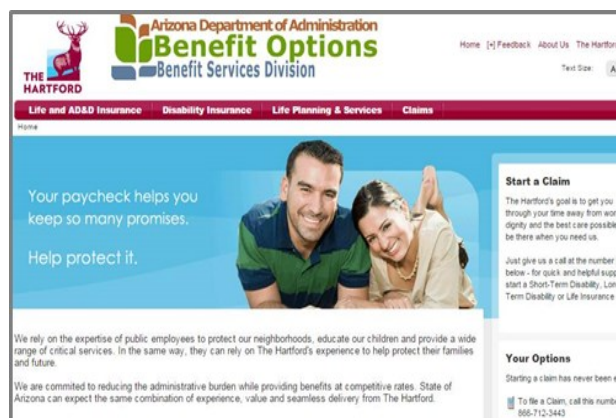 Arizona Department of Administration
Benefit Options
Benefit Services Division
THE
HARTFORD
Home [+] Feedback About Us The Hartford
Text Size: A
Life and AD&D Insurance Disability Insurance Life Planning & Services Claims
Home
Your paycheck helps you
keep so many promises.
Help protect it.
Start a Claim
The Hartford's goal is to get you
through your time away from
dignity and the best care possible
be there when you need us.
Just give us a call at the number
below - for quick and helpful
start a Short-Term Disability,
Term Disability or Life Insurance
We rely on the expertise of public employees to protect our neighborhoods, educate our children and provide a wide
range of critical services. In the same way, they can rely on The Hartford's experience to help protect their families
and future.
We are commited to reducing the administrative burden while providing benefits at competitive rates. State of
Arizona can expect the same combination of experience, value and seamless delivery from The Hartford.
Your Options
Starting a claim has never been
To file a Claim, call this
866-712-3443